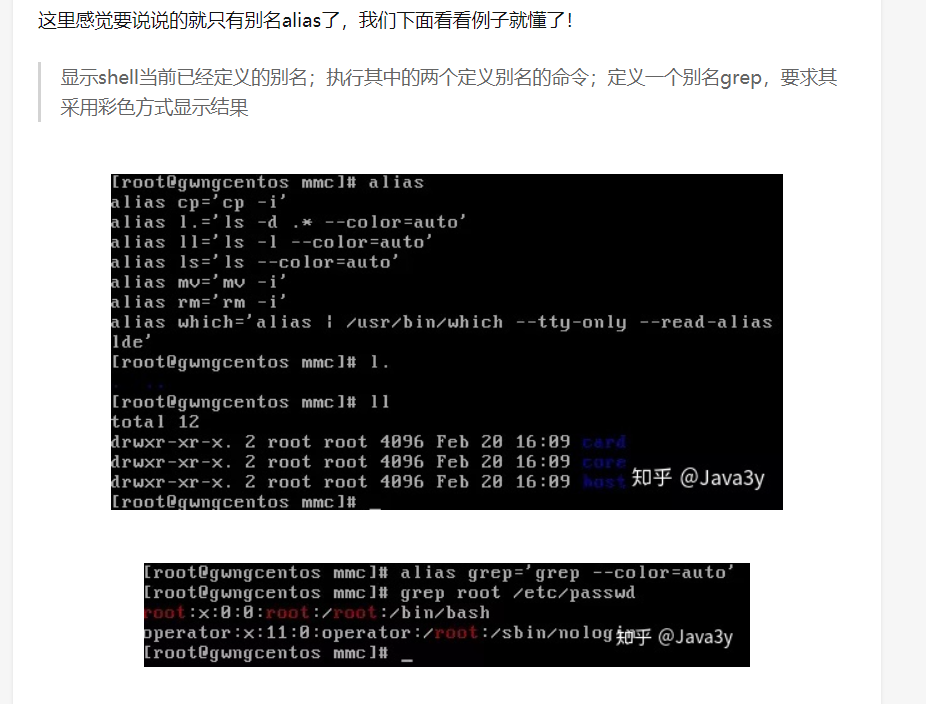 这里感觉要说说的就只有别名alias了，我们下面看看例子就懂了！
显示shell当前已经定义的别名；执行其中的两个定义别名的命令；定义一个别名grep，要求其
采用彩色方式显示结果
[root@gwngcentos mmc]# alias
alias cp='cp -i'
alias l.='ls -d .* --color=auto'
alias ll='ls -l --color=auto'
alias ls='ls --color=auto'
alias mv='mv -i'
alias rm='rm -i'
alias which='alias | /usr/bin/which --tty-only --read-alias
lde'
[root@gwngcentos mmc]# l.
. ..
[root@gwngcentos mmc]# ll
total 12
drwxr-xr-x. 2 root root 4096 Feb 20 16:09 card
drwxr-xr-x. 2 root root 4096 Feb 20 16:09 core
drwxr-xr-x. 2 root root 4096 Feb 20 16:09 host
知乎 @Java3y
[root@gwngcentos mmc]# _
[root@gwngcentos mmc]# alias grep='grep --color=auto'
[root@gwngcentos mmc]# grep root /etc/passwd
root:x:0:0:root:/root:/bin/bash
operator:x:11:0:operator:/root:/sbin/nologin
知乎 @Java3y
[root@gwngcentos mmc]# _